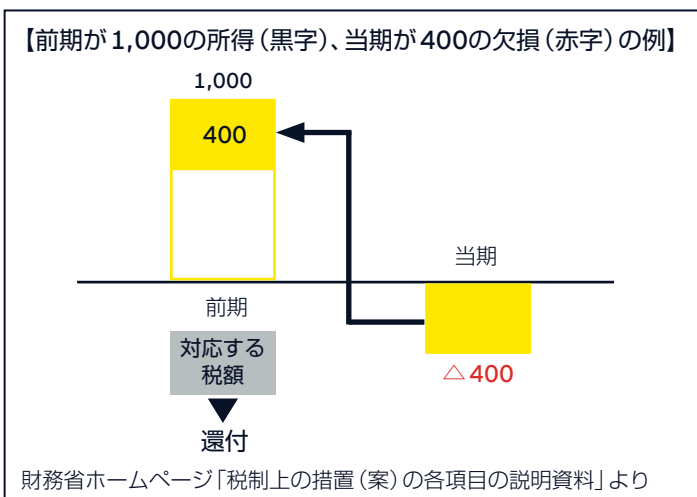 【前期が1,000の所得（黒字）、当期が400の欠損（赤字）の例】
1,000
400
当期
前期
対応する
税額
△400
還付
財務省ホームページ「税制上の措置（案）の各項目の説明資料」より